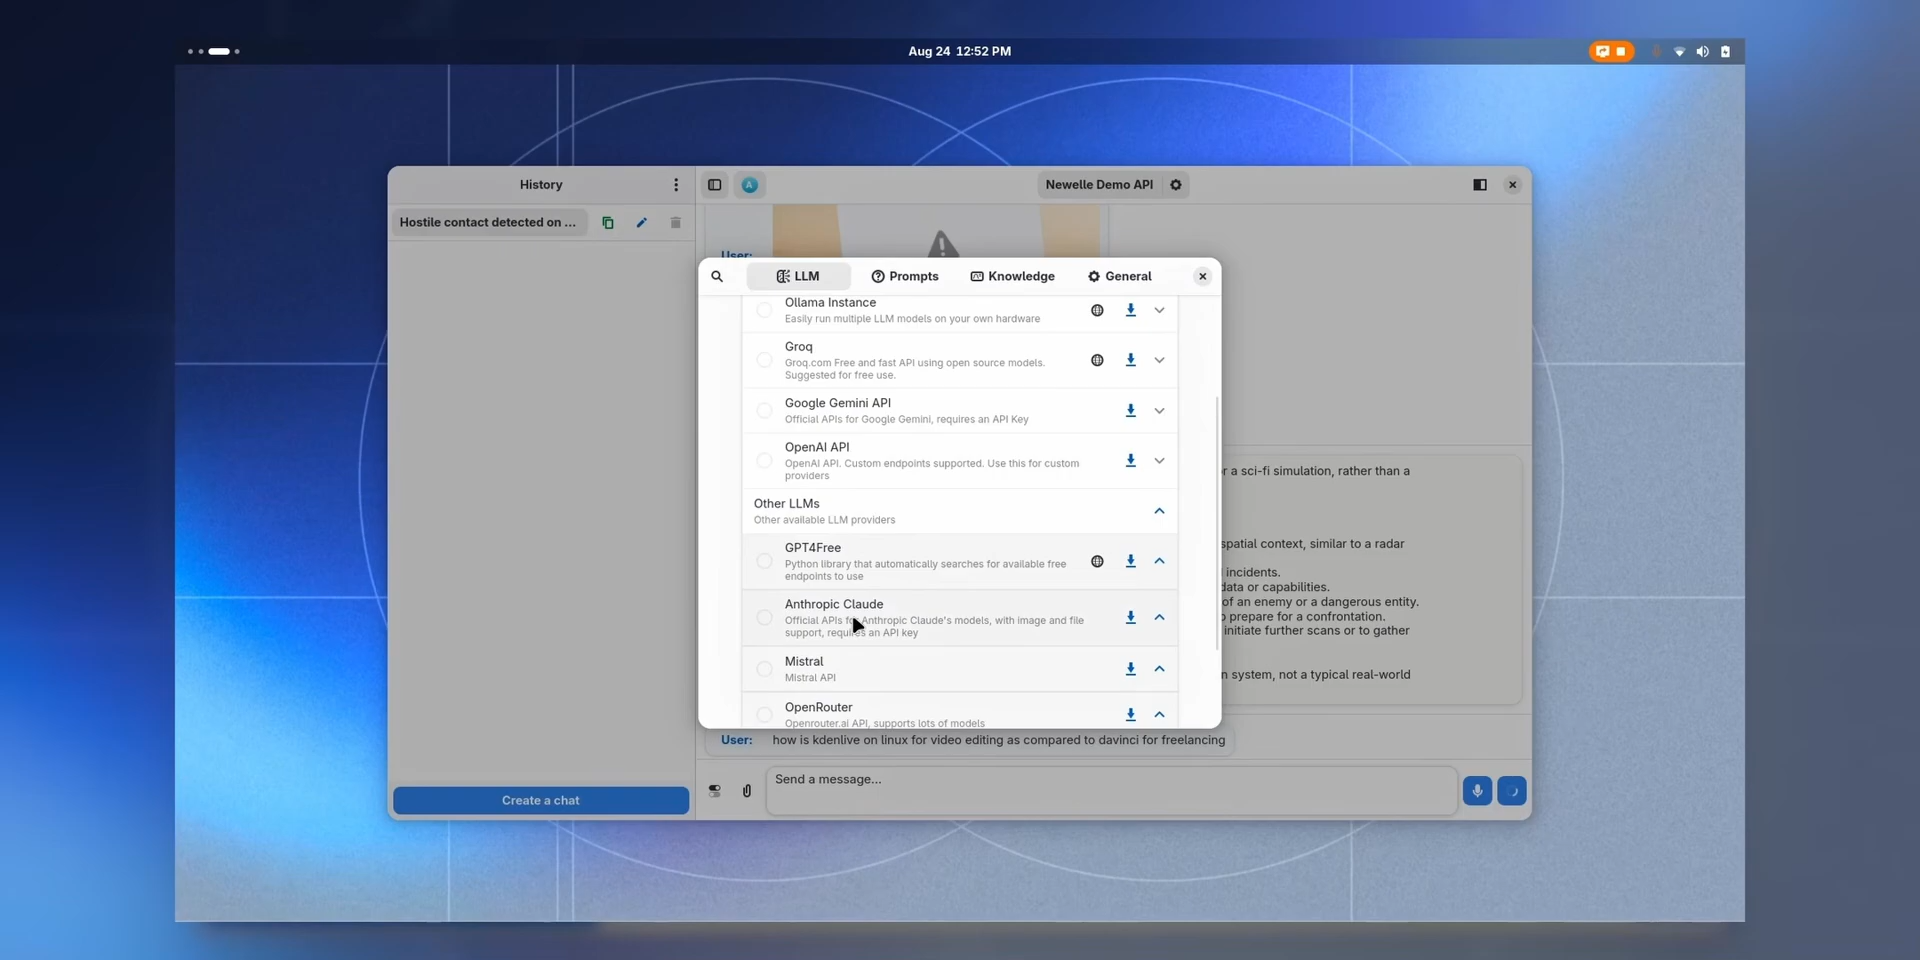 Aug 24 12:52 PM
History
Newelle Demo API
Hostile contact detected on ...
User:
LLM
Prompts
Knowledge
General
Ollama Instance
Easily run multiple LLM models on your own hardware
Groq
Groq.com Free and fast API using open source models.
Suggested for free use.
Google Gemini API
Official APIs for Google Gemini, requires an API Key
OpenAI API
OpenAI API. Custom endpoints supported. Use this for custom
providers
Other LLMs
Other available LLM providers
GPT4Free
Python library that automatically searches for available free
endpoints to use
Anthropic Claude
Official APIs for Anthropic Claude's models, with image and file
support, requires an API key
Mistral
Mistral API
OpenRouter
Openrouter.ai API, supports lots of models
r a sci-fi simulation, rather than a
spatial context, similar to a radar
incidents.
data or capabilities.
of an enemy or a dangerous entity.
prepare for a confrontation.
initiate further scans or to gather
n system, not a typical real-world
User: how is kdenlive on linux for video editing as compared to davinci for freelancing
Send a message...
Create a chat